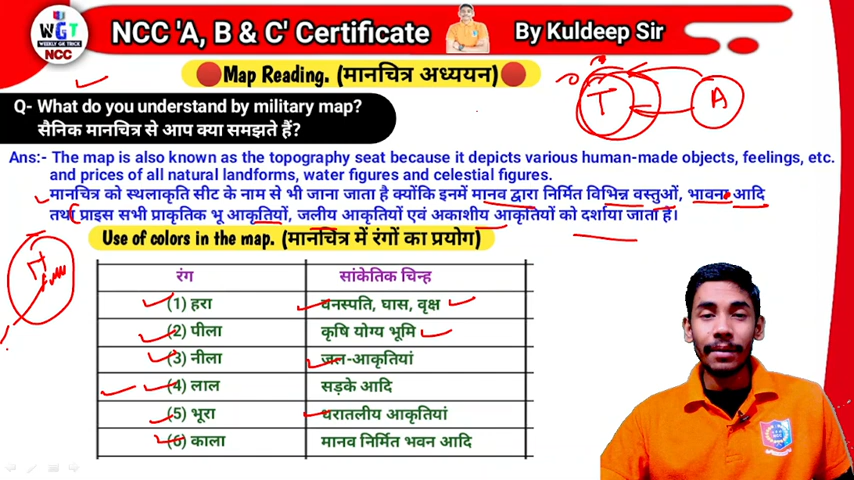 WGT
WEEKLY GK TRICK
NCC
NCC 'A, B & C' Certificate
By Kuldeep Sir
Map Reading. (मानचित्र अध्ययन)
Q- What do you understand by military map?
सैनिक मानचित्र से आप क्या समझते हैं?
T A
Ans:- The map is also known as the topography seat because it depicts various human-made objects, feelings, etc.
and prices of all natural landforms, water figures and celestial figures.
मानचित्र को स्थलाकृति सीट के नाम से भी जाना जाता है क्योंकि इनमें मानव द्वारा निर्मित विभिन्न वस्तुओं, भावना आदि
तथा प्राइस सभी प्राकृतिक भू आकृतियों, जलीय आकृतियों एवं अकाशीय आकृतियों को दर्शाया जाता है।
Use of colors in the map. (मानचित्र में रंगों का प्रयोग)
रंग सांकेतिक चिन्ह
(1) हरा वनस्पति, घास, वृक्ष
(2) पीला कृषि योग्य भूमि
(3) नीला जल-आकृतियां
(4) लाल सड़के आदि
(5) भूरा धरातलीय आकृतियां
(6) काला मानव निर्मित भवन आदि